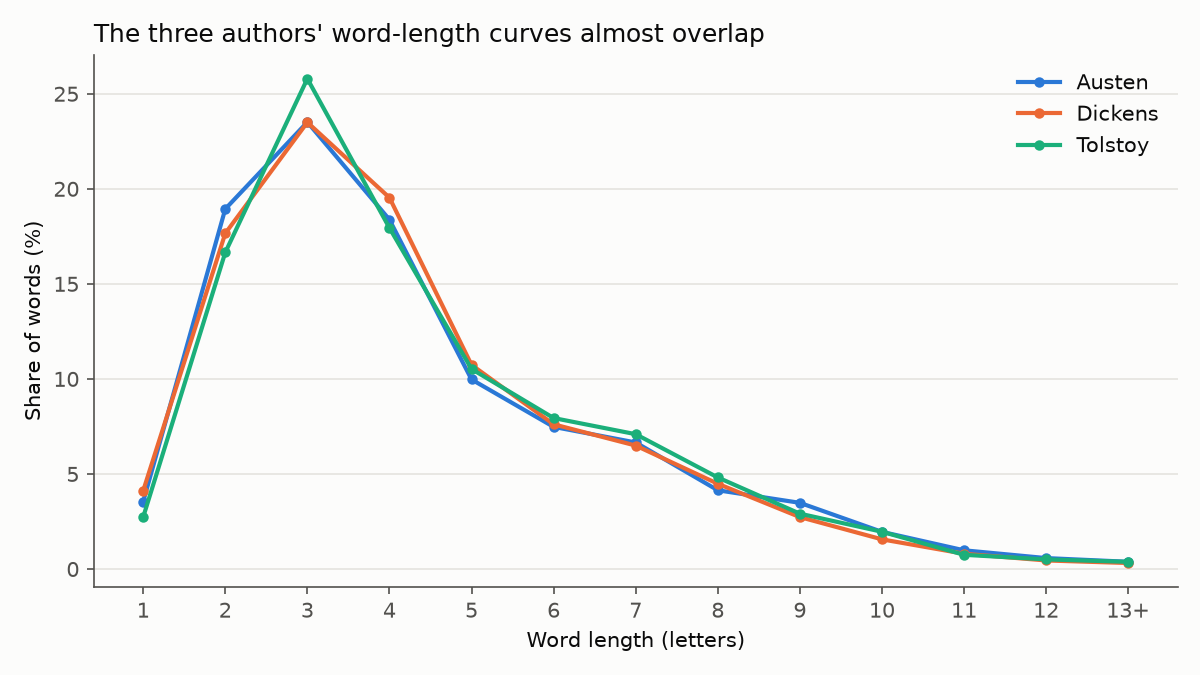 The three authors' word-length curves almost overlap
Austen
Dickens
Tolstoy
Share of words (%)
25
20
15
10
5
0
1 2 3 4 5 6 7 8 9 10 11 12 13+
Word length (letters)